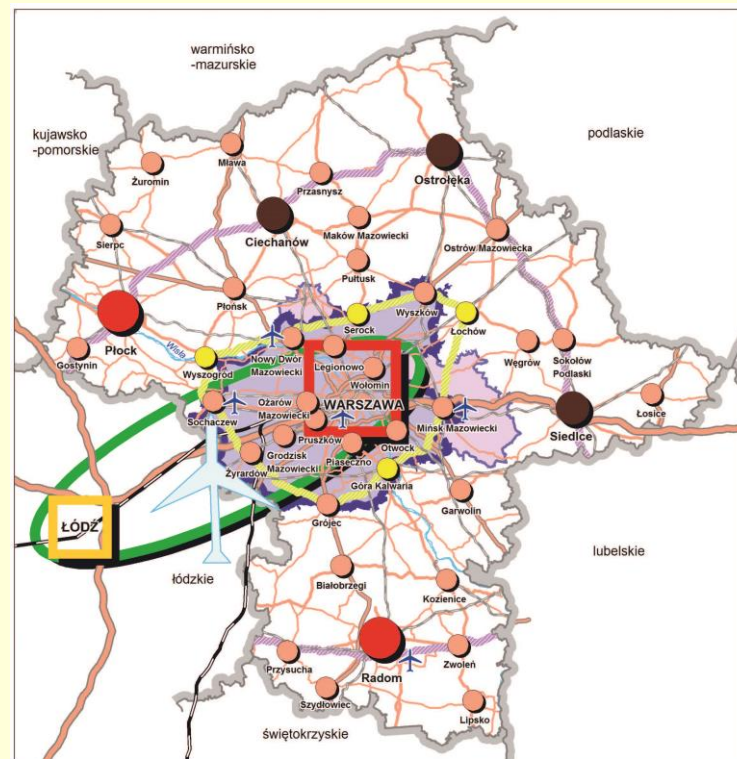 warmińsko
-mazurskie
kujawsko
-pomorskie
podlaskie
Mława
Żuromin
Przasnysz
Ostrołęka
Ciechanów
Maków Mazowiecki
Sierpc
Ostrów Mazowiecka
Pułtusk
Płońsk
Wyszków
Płock
Serock
Łochów
Wisła
Gostynin
Wyszogród
Nowy Dwór
Mazowiecki
Legionowo
Węgrów
Sokołów
Podlaski
Wołomin
Ożarów
Mazowiecki
WARSZAWA
Łosice
Sochaczew
Mińsk Mazowiecki
Siedlce
Pruszków
Otwock
Grodzisk
Mazowieckil
Piaseczno
Żyrardów
Góra Kalwaria
Garwolin
ŁÓDŹ
Grójec
lubelskie
łódzkie
Białobrzegi
Kozienice
Przysucha
Radom
Zwoleń
Szydłowiec
Lipsko
świętokrzyskie